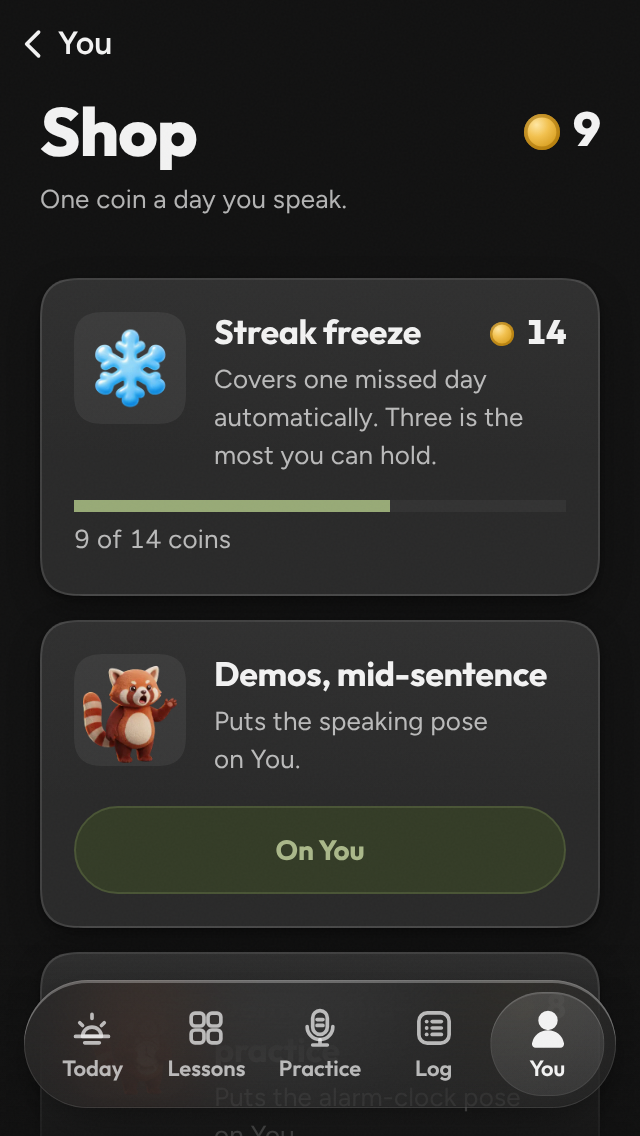 You
Shop
9
One coin a day you speak.
Streak freeze
14
Covers one missed day
automatically. Three is the
most you can hold.
9 of 14 coins
Demos, mid-sentence
Puts the speaking pose
on You.
On You
practice
Puts the alarm-clock pose
on You.
Today
Lessons
Practice
Log
You